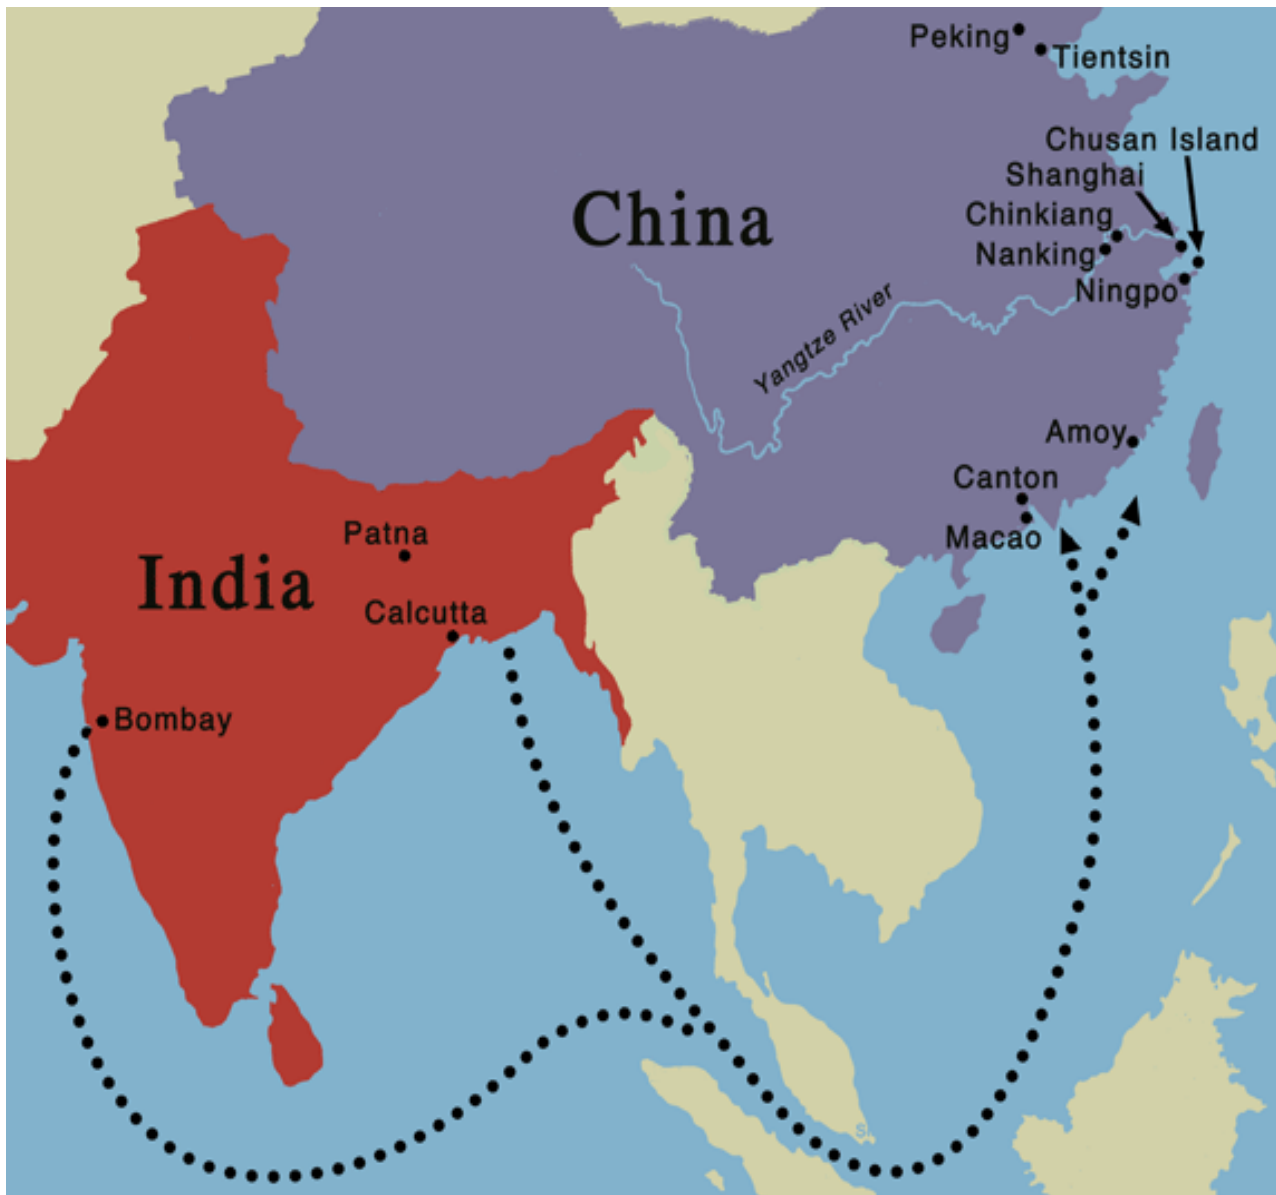 Peking
Tientsin
Chusan Island
Shanghai
China
Chinkiang
Nanking
Ningpo
Yangtze River
Amoy
Canton
Macao
Patna
India
Calcutta
Bombay